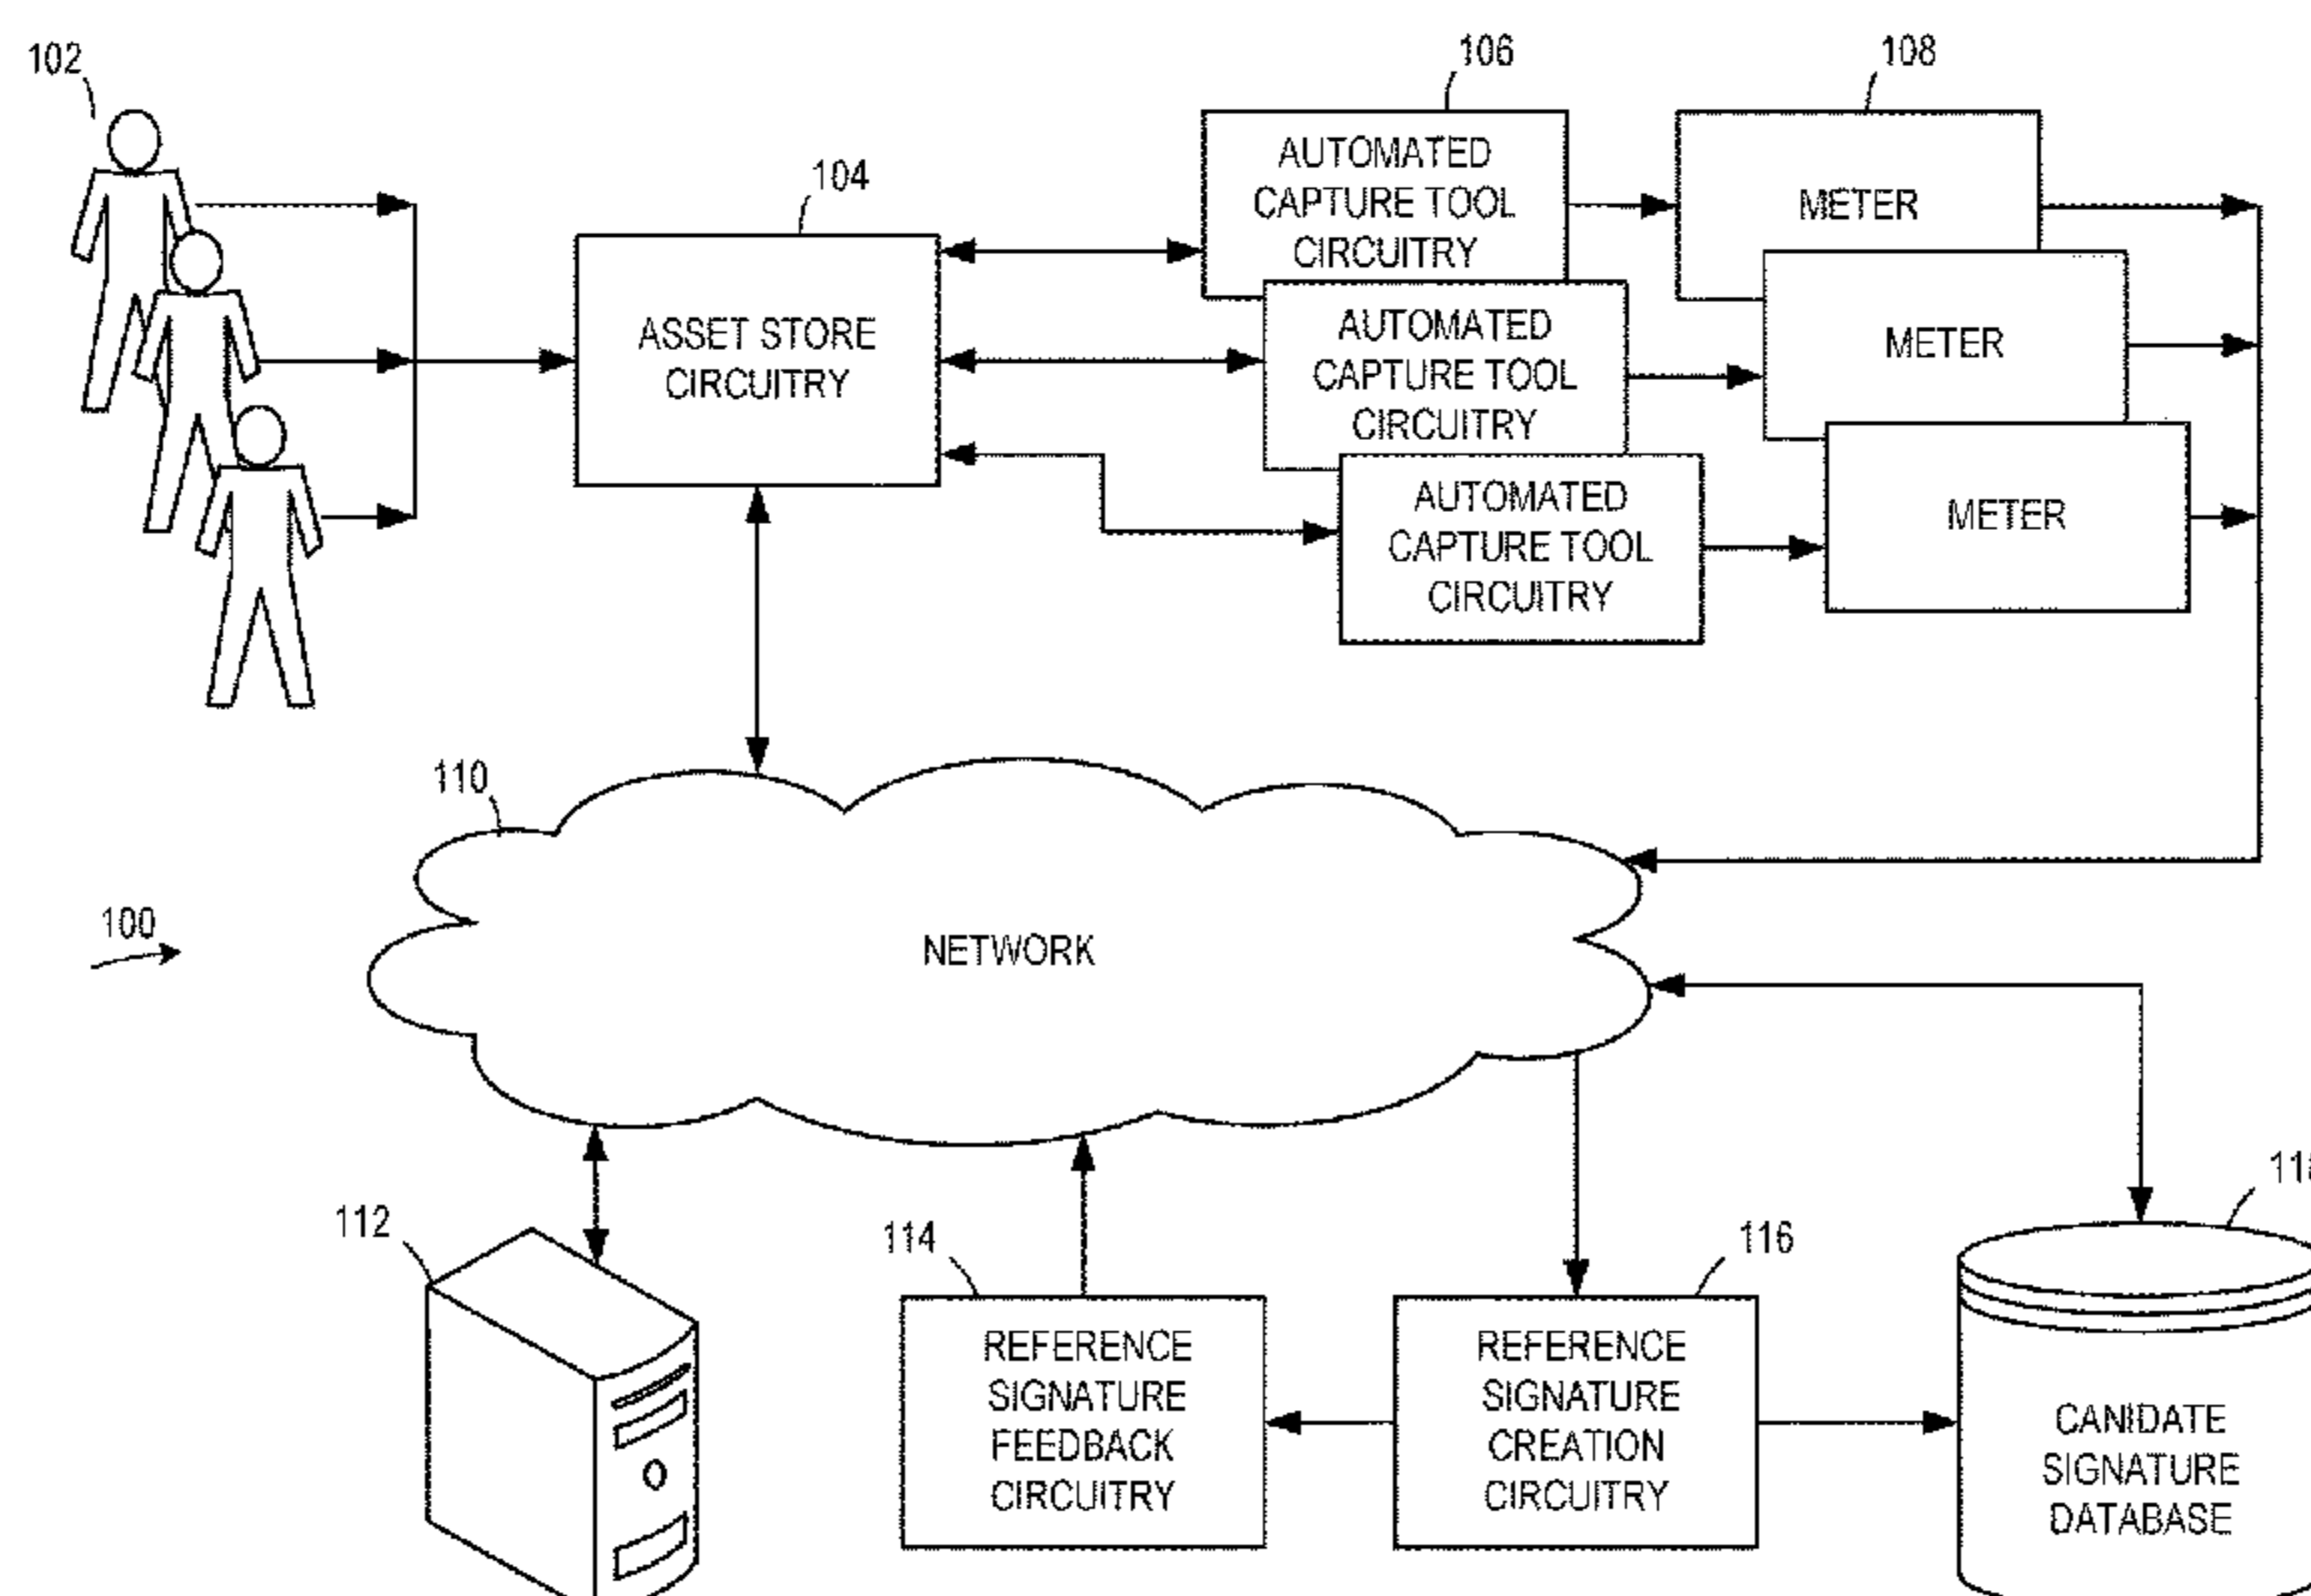 102
106
108
104
AUTOMATED
CAPTURE TOOL
CIRCUITRY
METER
ASSET STORE
CIRCUITRY
AUTOMATED
CAPTURE TOOL
CIRCUITRY
METER
AUTOMATED
CAPTURE TOOL
CIRCUITRY
METER
110
100
NETWORK
112
114
116
REFERENCE
SIGNATURE
FEEDBACK
CIRCUITRY
REFERENCE
SIGNATURE
CREATION
CIRCUITRY
CANIDATE
SIGNATURE
DATABASE